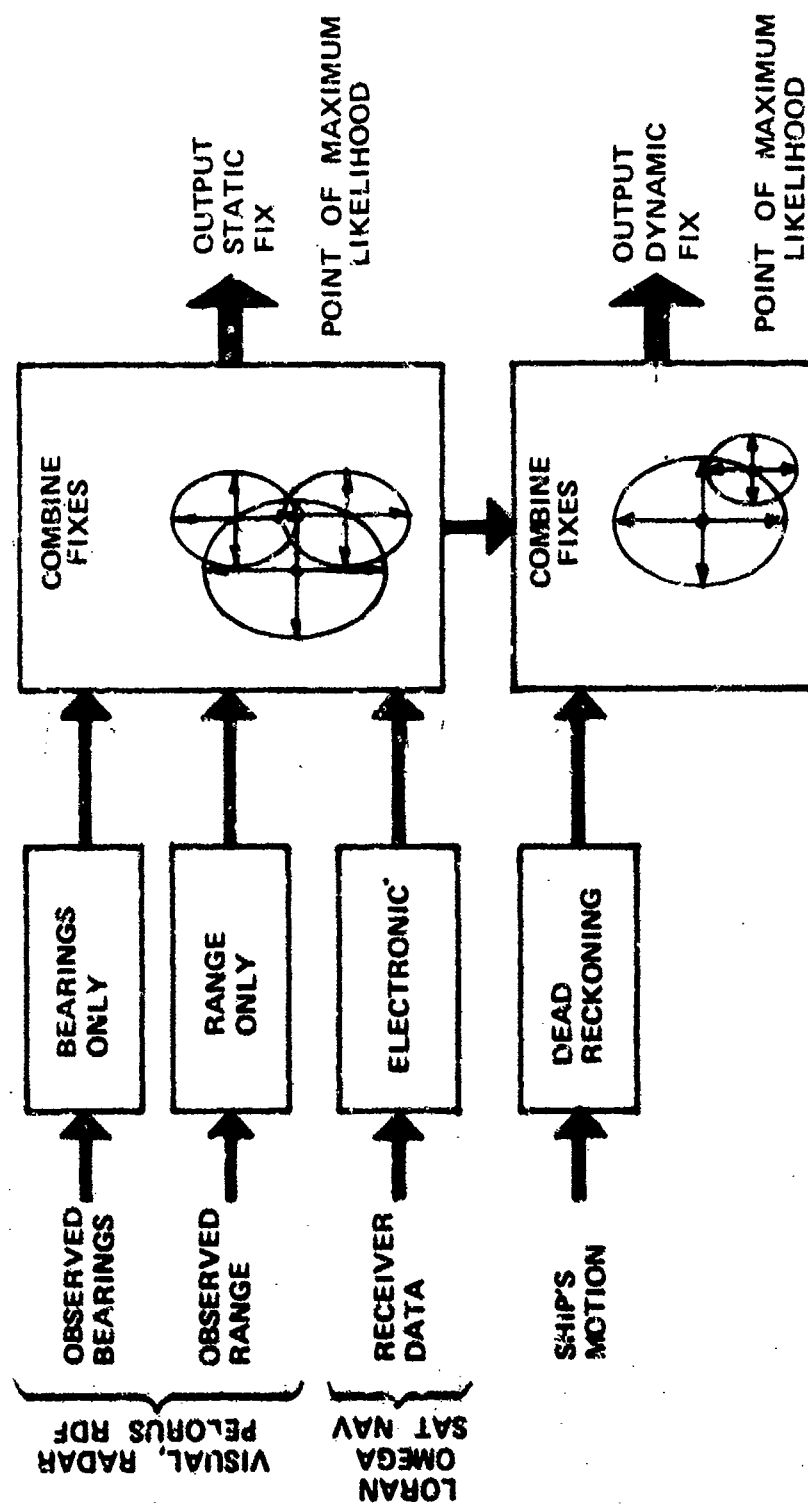 VISUAL, RADAR
PELORUS RDF
OBSERVED
BEARINGS
BEARINGS
ONLY
OBSERVED
RANGE
RANGE
ONLY
LORAN
OMEGA
SAT NAV
RECEIVER
DATA
ELECTRONIC
COMBINE
FIXES
OUTPUT
STATIC
FIX
POINT OF MAXIMUM
LIKELIHOOD
SHIP'S
MOTION
DEAD
RECKONING
COMBINE
FIXES
OUTPUT
DYNAMIC
FIX
POINT OF MAXIMUM
LIKELIHOOD